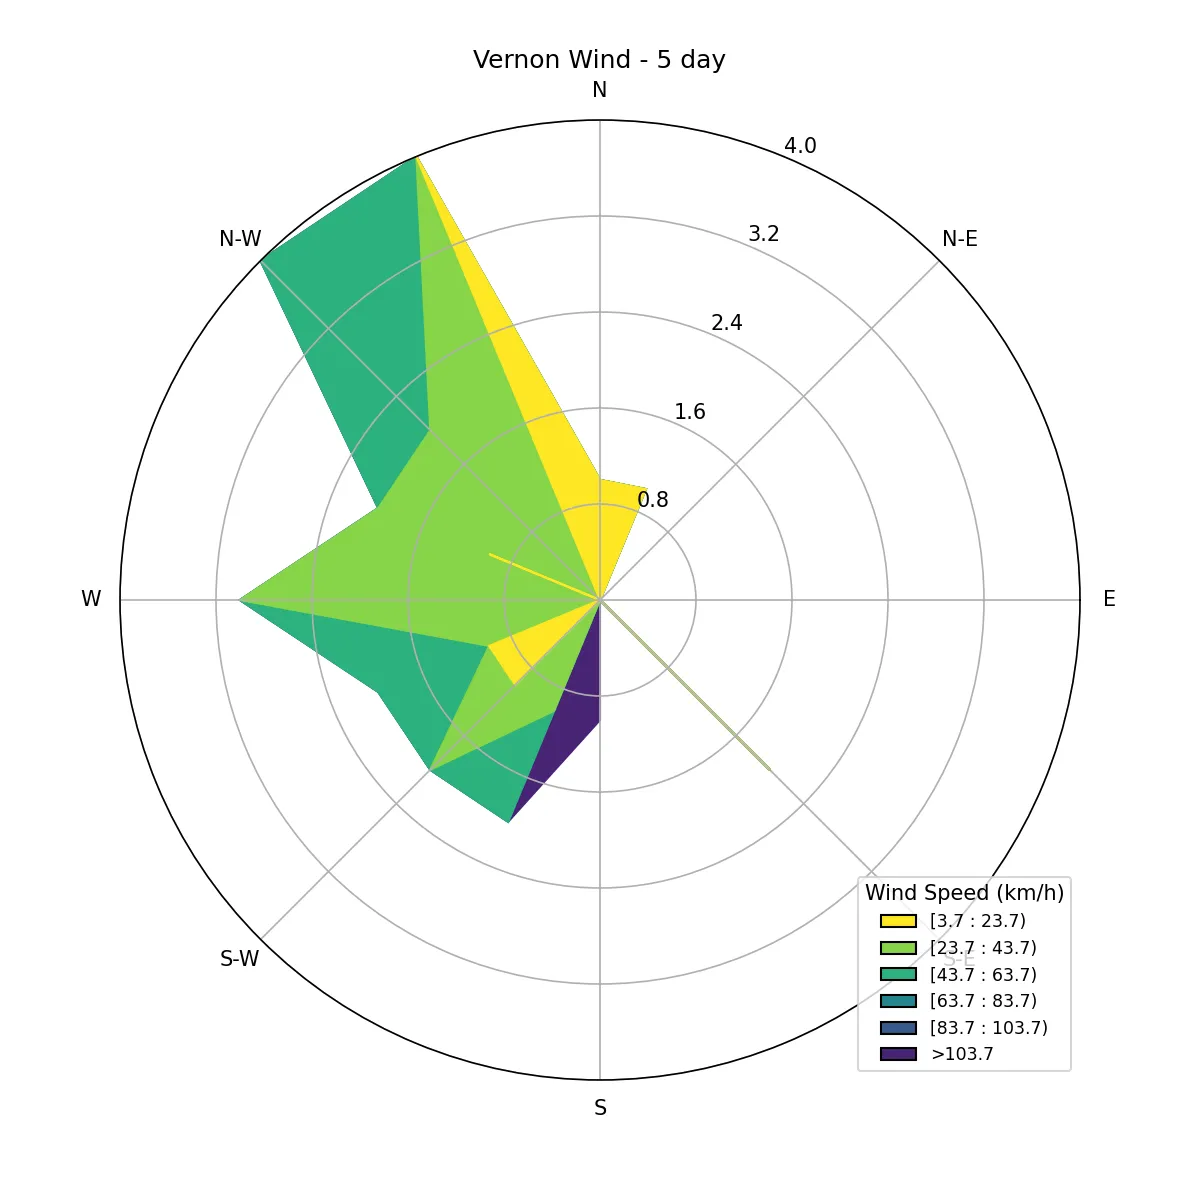 Vernon Wind - 5 day
N
4.0
N-W
N-E
3.2
2.4
1.6
0.8
W
E
Wind Speed (km/h)
[3.7 : 23.7)
[23.7 : 43.7)
[43.7 : 63.7)
[63.7 : 83.7)
[83.7 : 103.7)
>103.7
S-W
S-E
S